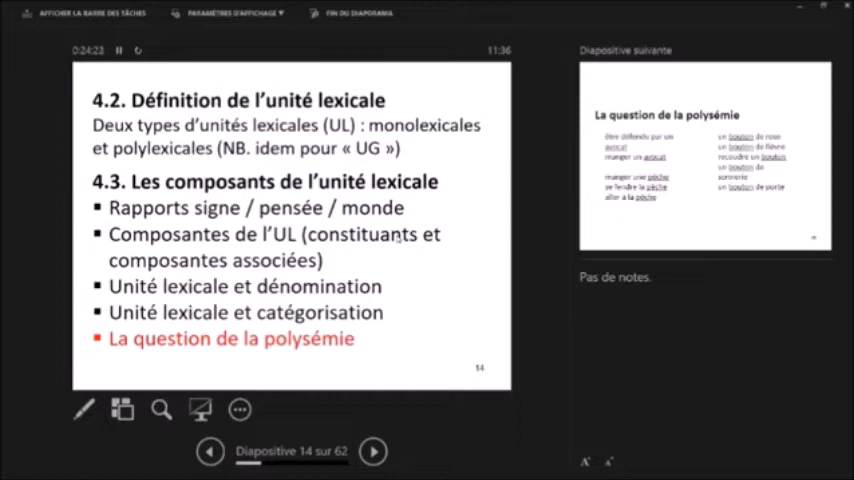 AFFICHER LA BARRE DES TÂCHES
PARAMÈTRES D'AFFICHAGE ▼
FIN DU DIAPORAMA
0:24:23
11:36
4.2. Définition de l'unité lexicale
Deux types d'unités lexicales (UL) : monolexicales
et polylexicales (NB. idem pour « UG »)
4.3. Les composants de l'unité lexicale
▪ Rapports signe / pensée / monde
▪ Composantes de l'UL (constituants et
composantes associées)
▪ Unité lexicale et dénomination
▪ Unité lexicale et catégorisation
▪ La question de la polysémie
14
Diapositive 14 sur 62
Diapositive suivante
La question de la polysémie
être défendu par un
avocat
manger un avocat
manger une pêche
se fendre la pêche
aller à la pêche
un bouton de rose
un bouton de fièvre
recoudre un bouton
un bouton de
sonnerie
un bouton de porte
Pas de notes.
A
A